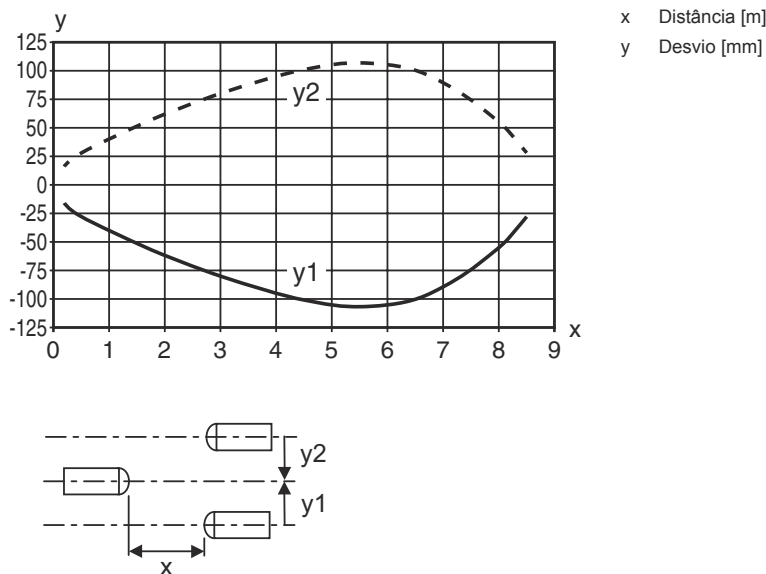 y
125
100
75
50
25
0
-25
-50
-75
-100
-125
y2
y1
0 1 2 3 4 5 6 7 8 9
x
x Distância [m]
y Desvio [mm]
y2
y1
x